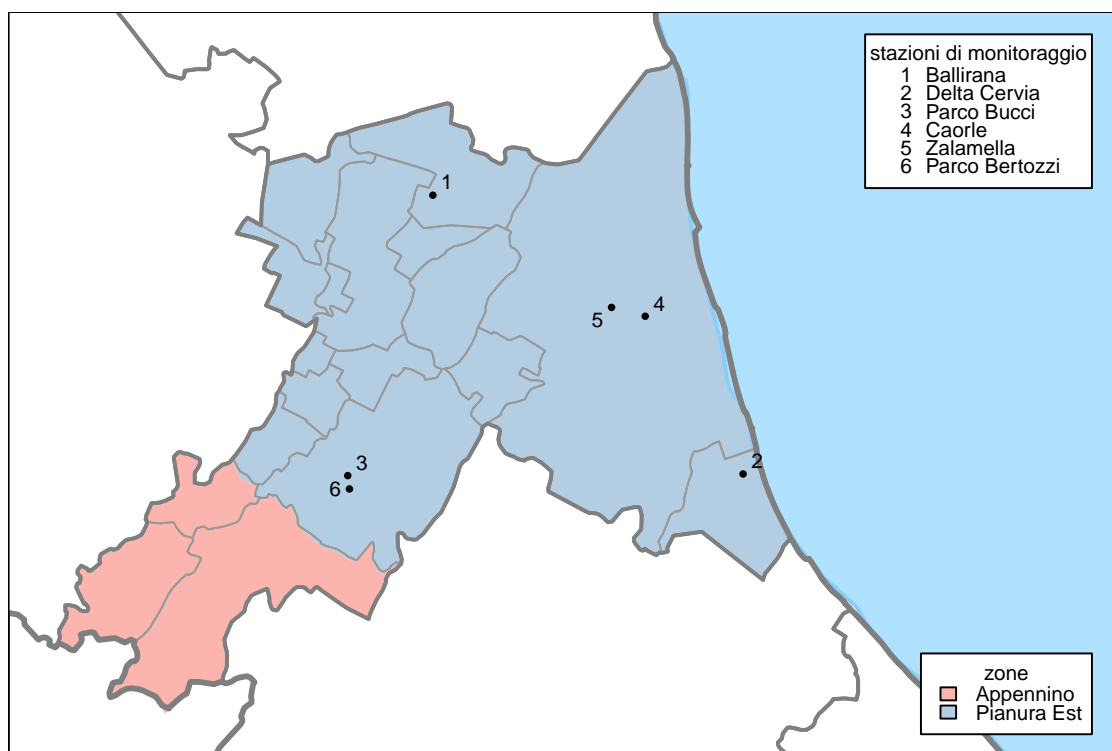 stazioni di monitoraggio
1 Ballirana
2 Delta Cervia
3 Parco Bucci
4 Caorle
5 Zalamella
6 Parco Bertozzi
1
4
5
2
3
6
zone
Appennino
Pianura Est